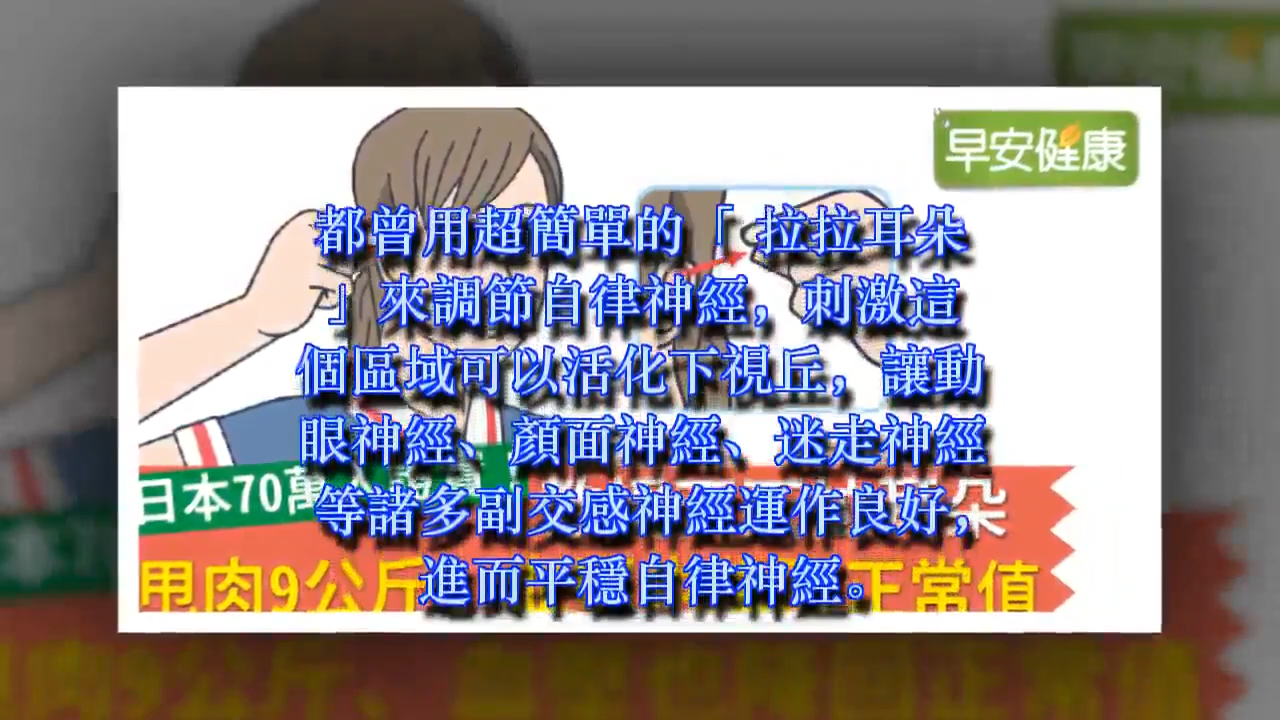 早安健康
都曾用超簡單的「拉拉耳朵
」來調節自律神經，刺激這
個區域可以活化下視丘，讓動
眼神經、顏面神經、迷走神經
等諸多副交感神經運作良好，
進而平穩自律神經。
日本70萬
朵
甩肉9公斤
正常值